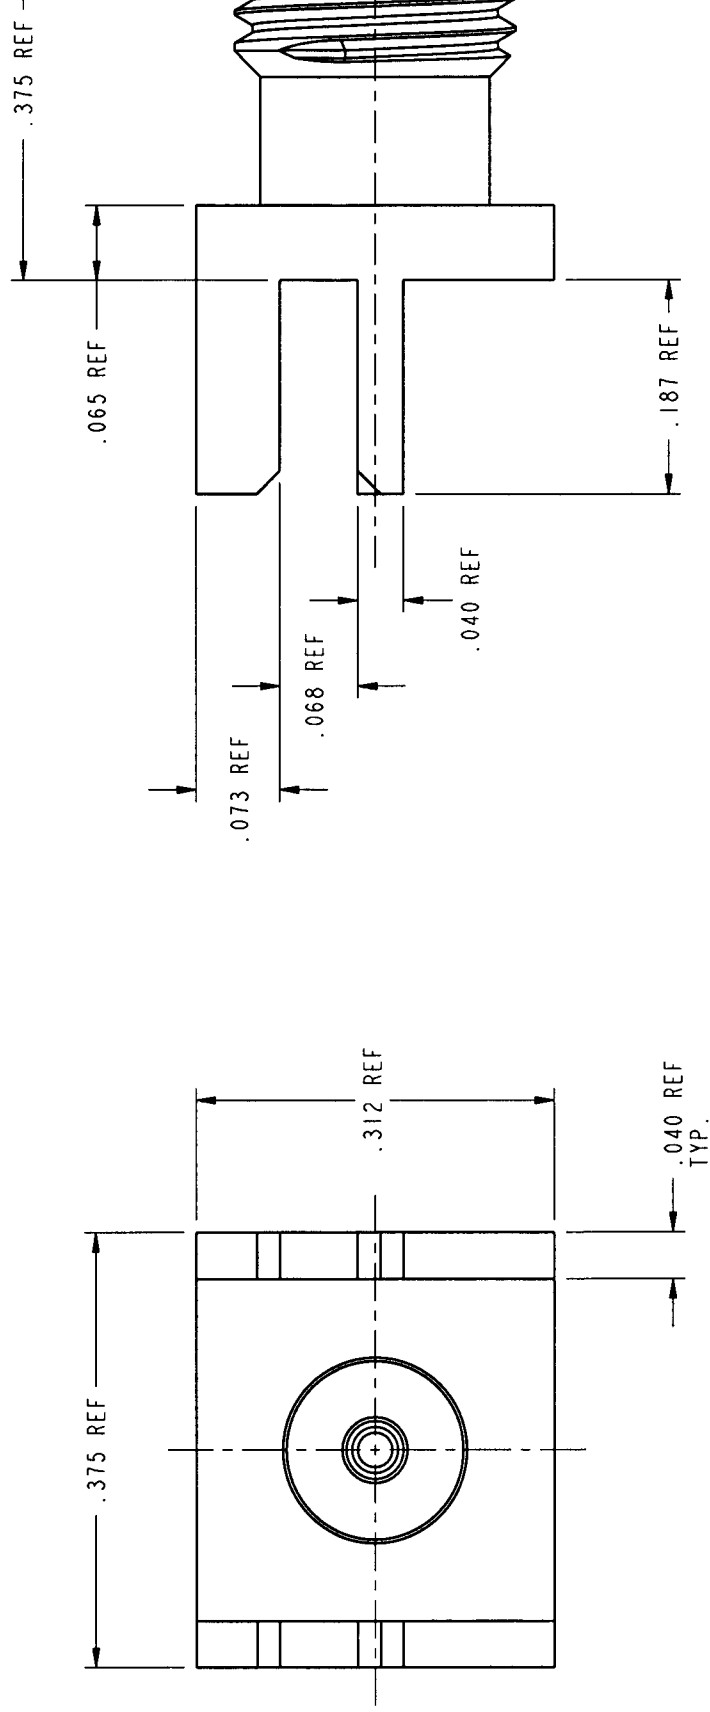 .375 REF
.065 REF
.187 REF
.040 REF
.068 REF
.073 REF
.312 REF
.040 REF
TYP.
.375 REF